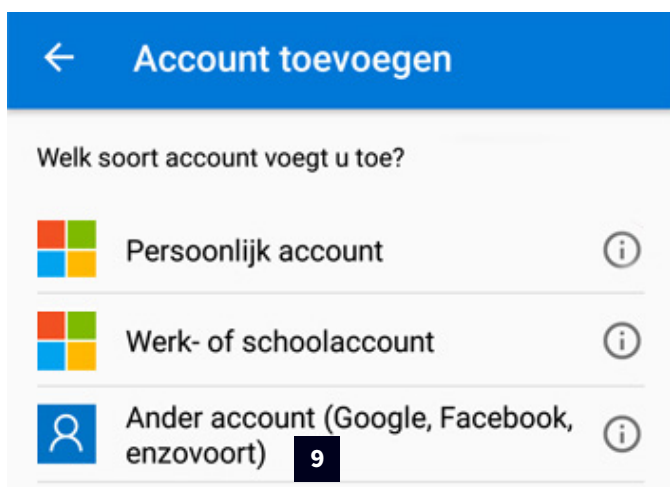 Account toevoegen
Welk soort account voegt u toe?
Persoonlijk account
Werk- of schoolaccount
Ander account (Google, Facebook,
enzovoort) 9